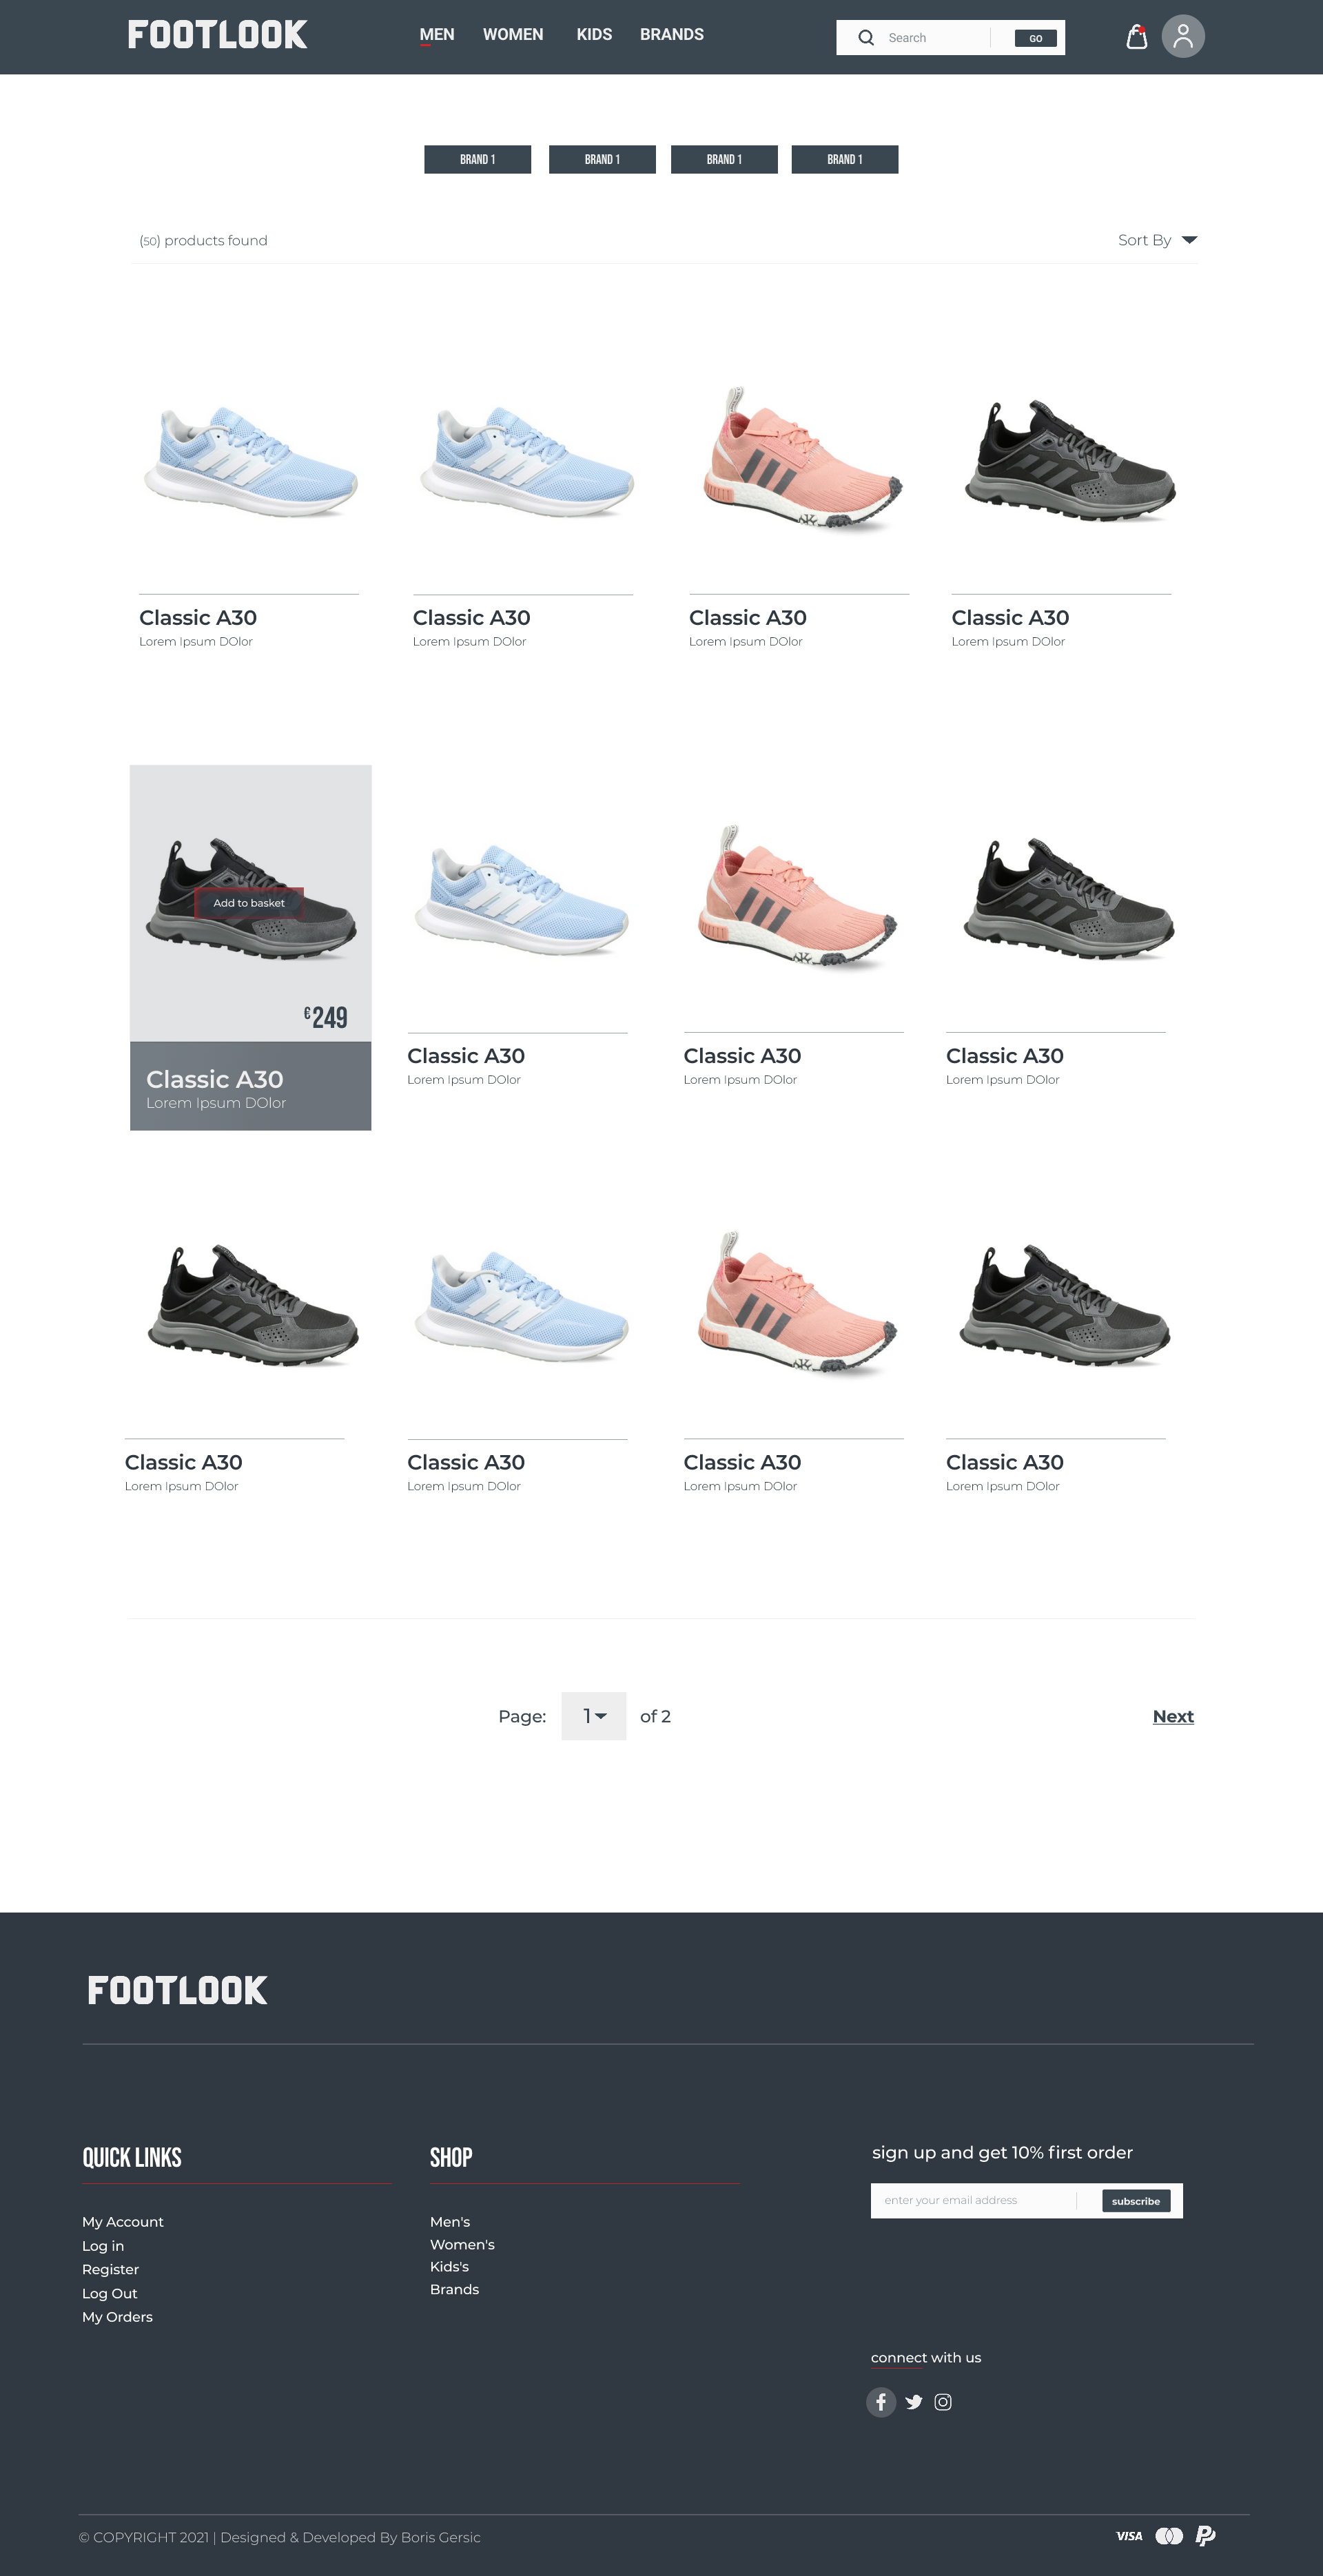 FOOTLOOK
MEN WOMEN KIDS BRANDS
Search GO
BRAND 1 BRAND 1 BRAND 1 BRAND 1
(50) products found Sort By
Classic A30 Classic A30 Classic A30 Classic A30
Lorem Ipsum DOlor Lorem Ipsum DOlor Lorem Ipsum DOlor Lorem Ipsum DOlor
Add to basket
€249
Classic A30
Lorem Ipsum DOlor
Classic A30 Classic A30 Classic A30
Lorem Ipsum DOlor Lorem Ipsum DOlor Lorem Ipsum DOlor
Classic A30 Classic A30 Classic A30 Classic A30
Lorem Ipsum DOlor Lorem Ipsum DOlor Lorem Ipsum DOlor Lorem Ipsum DOlor
Page: 1 of 2 Next
FOOTLOOK
QUICK LINKS
My Account
Log in
Register
Log Out
My Orders
SHOP
Men's
Women's
Kids's
Brands
sign up and get 10% first order
enter your email address subscribe
connect with us
© COPYRIGHT 2021 | Designed & Developed By Boris Gersic
VISA